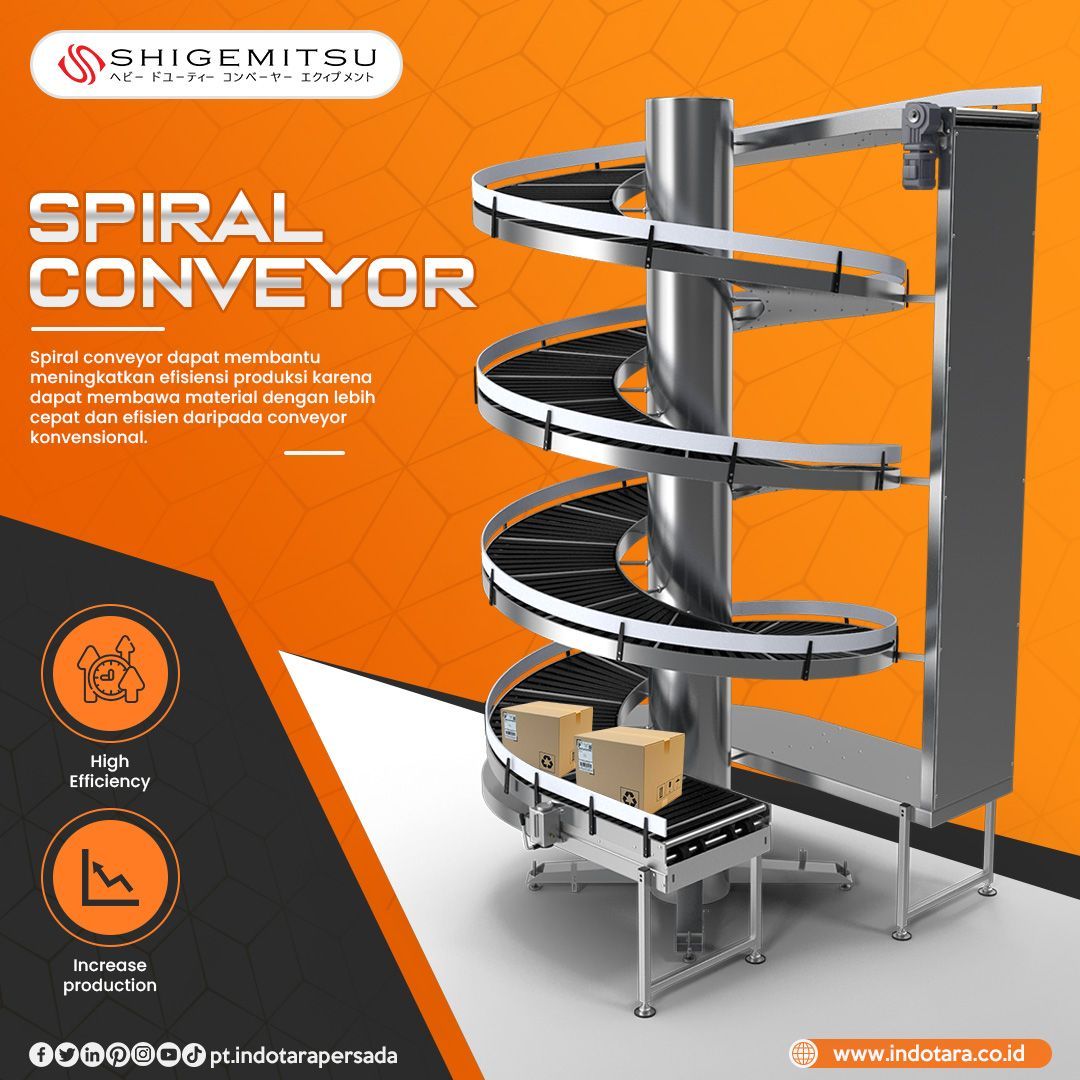 SHIGEMITSU
ヘビー ドューティー コンベーヤー エクィプメント
SPIRAL
CONVEYOR
Spiral conveyor dapat membantu
meningkatkan efisiensi produksi karena
dapat membawa material dengan lebih
cepat dan efisien daripada conveyor
konvensional.
High
Efficiency
Increase
production
pt.indotarapersada
www.indotara.co.id